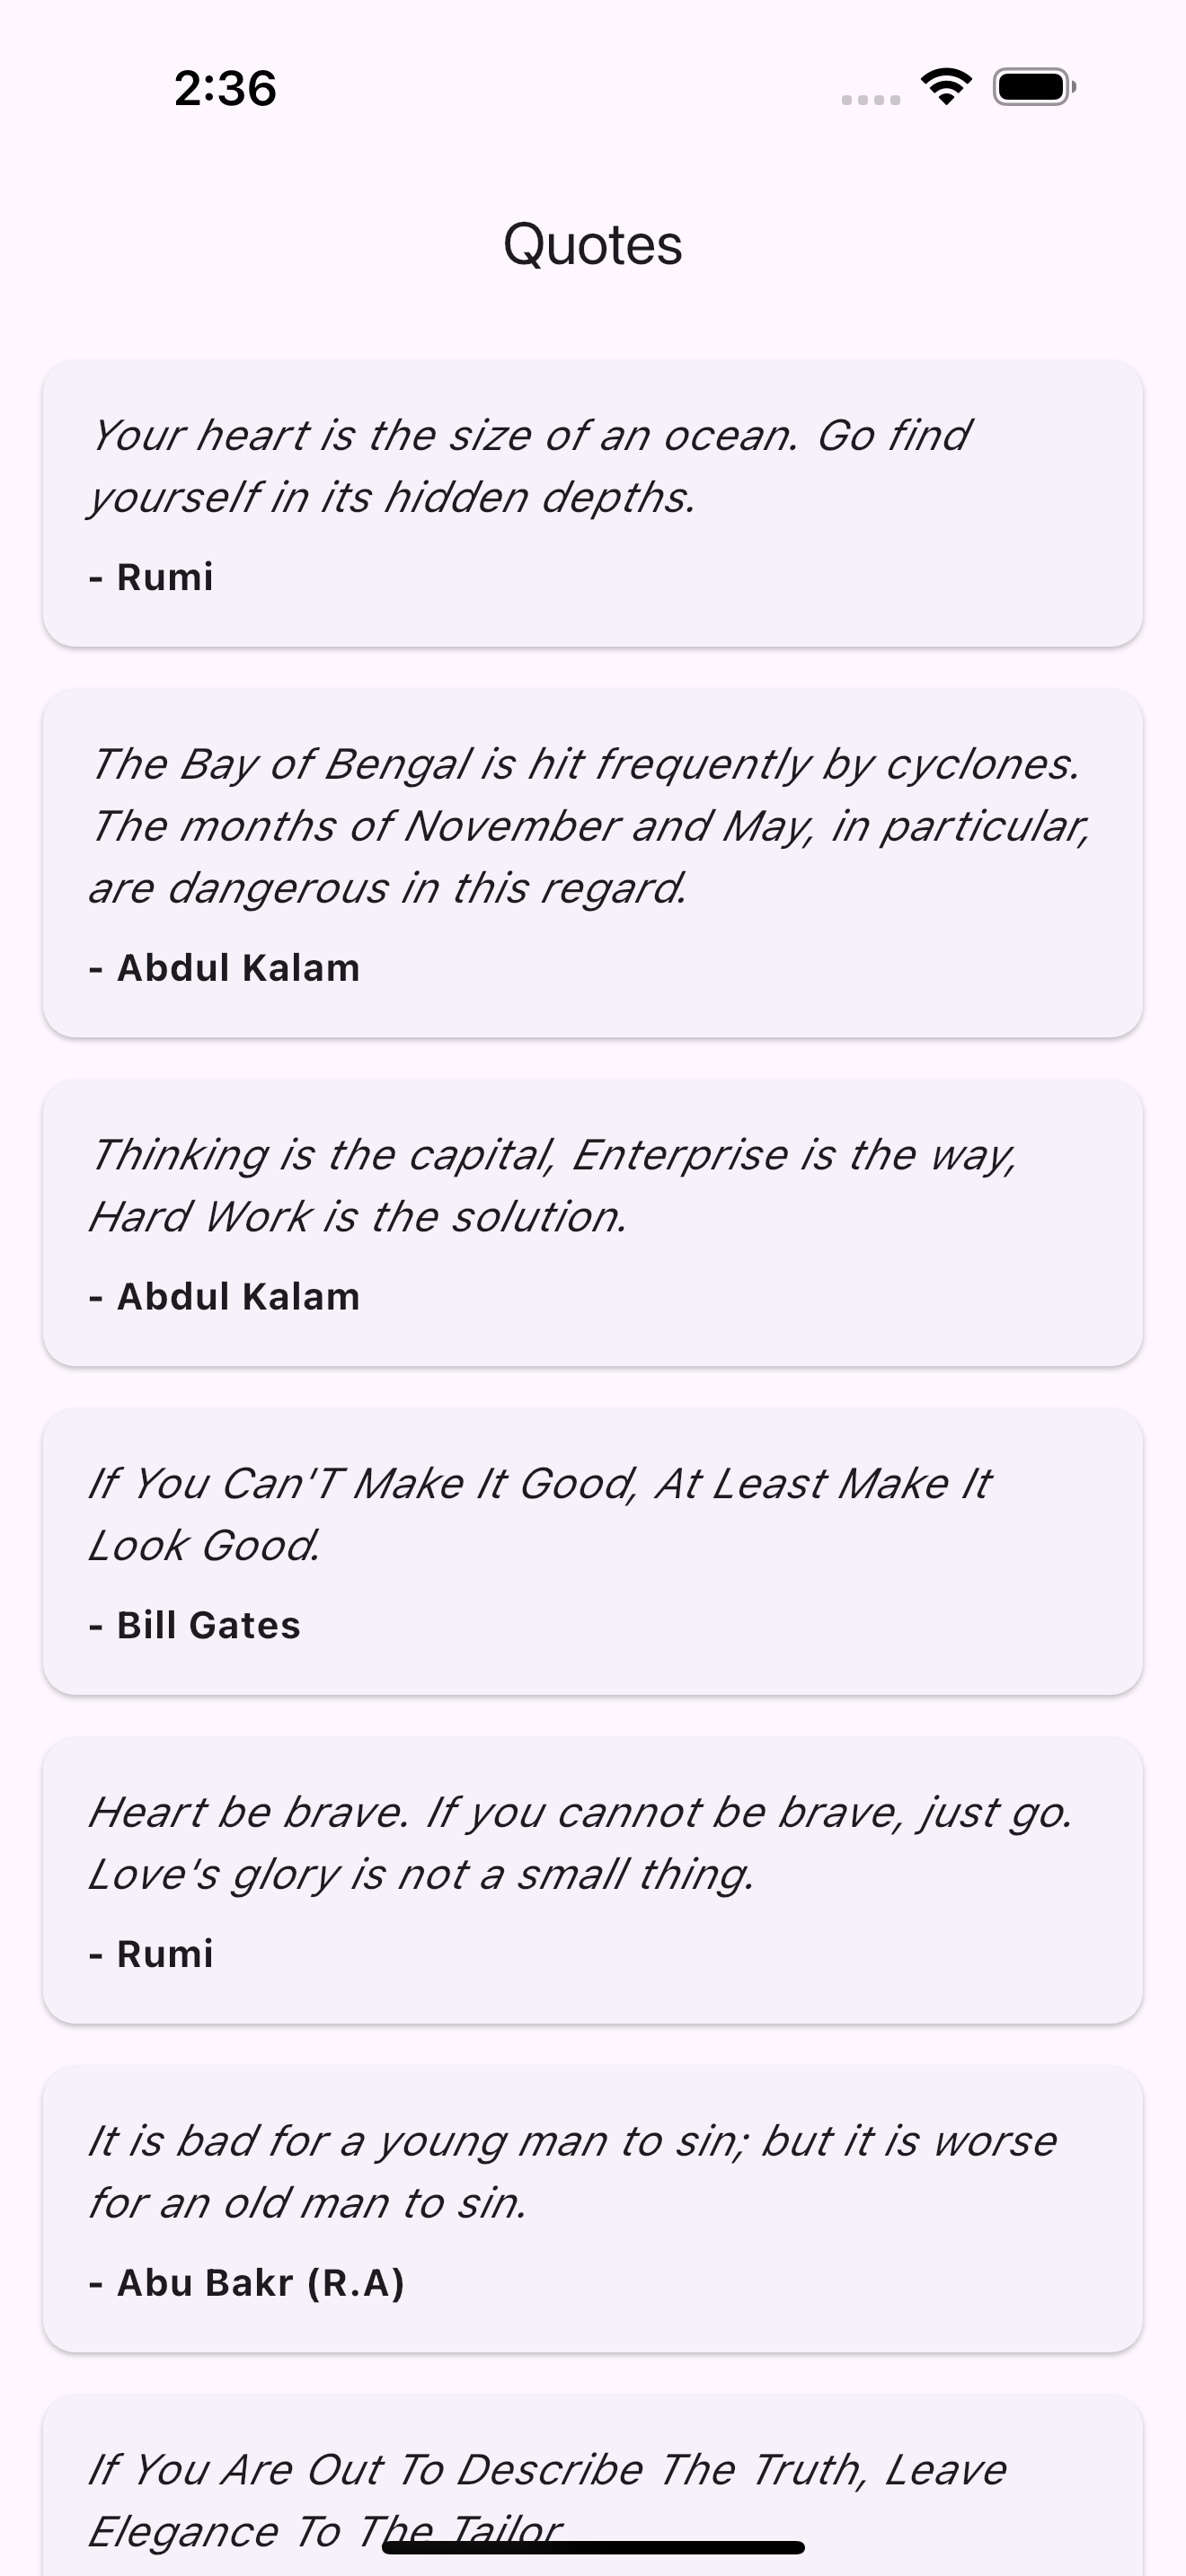 2:36
Quotes
Your heart is the size of an ocean. Go find
yourself in its hidden depths.
- Rumi
The Bay of Bengal is hit frequently by cyclones.
The months of November and May, in particular,
are dangerous in this regard.
- Abdul Kalam
Thinking is the capital, Enterprise is the way,
Hard Work is the solution.
- Abdul Kalam
If You Can'T Make It Good, At Least Make It
Look Good.
- Bill Gates
Heart be brave. If you cannot be brave, just go.
Love's glory is not a small thing.
- Rumi
It is bad for a young man to sin; but it is worse
for an old man to sin.
- Abu Bakr (R.A)
If You Are Out To Describe The Truth, Leave
Elegance To The Tailor